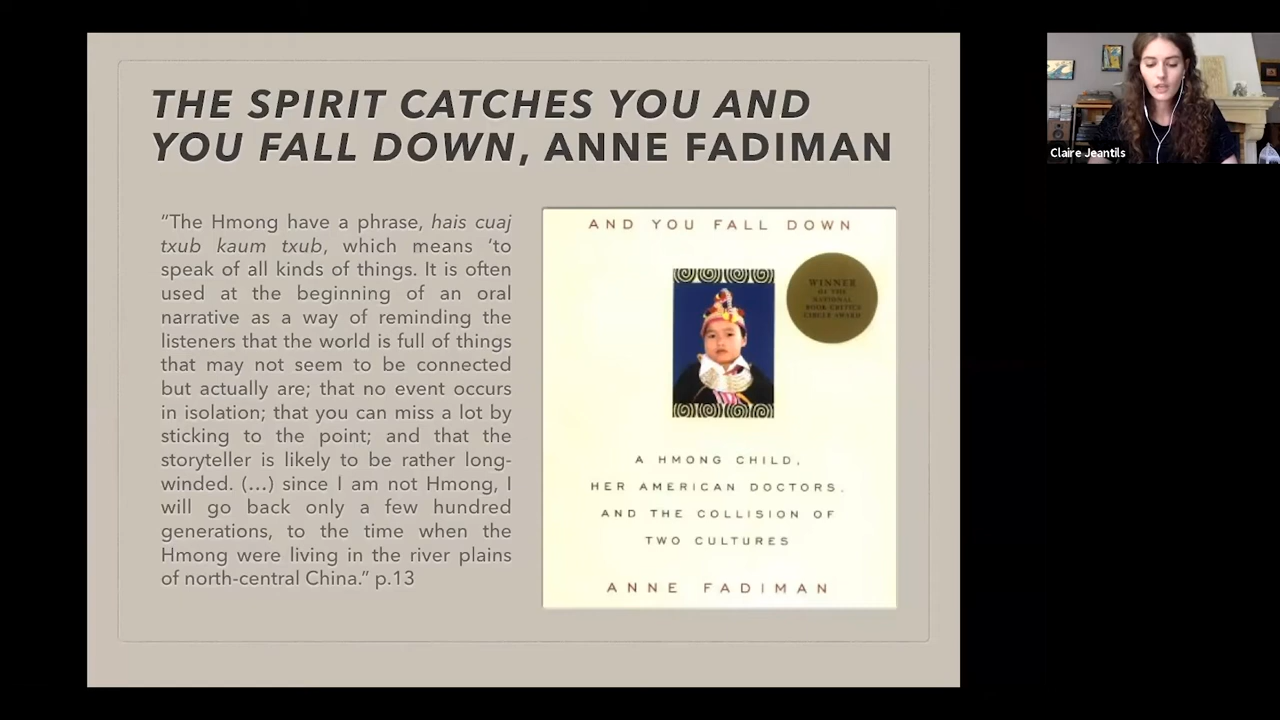 THE SPIRIT CATCHES YOU AND
YOU FALL DOWN, ANNE FADIMAN
“The Hmong have a phrase, hais cuaj
txub kaum txub, which means ‘to
speak of all kinds of things. It is often
used at the beginning of an oral
narrative as a way of reminding the
listeners that the world is full of things
that may not seem to be connected
but actually are; that no event occurs
in isolation; that you can miss a lot by
sticking to the point; and that the
storyteller is likely to be rather long-
winded. (…) since I am not Hmong, I
will go back only a few hundred
generations, to the time when the
Hmong were living in the river plains
of north-central China.” p.13
AND YOU FALL DOWN
WINNER
OF THE
NATIONAL
BOOK CRITICS
CIRCLE AWARD
A HMONG CHILD,
HER AMERICAN DOCTORS,
AND THE COLLISION OF
TWO CULTURES
ANNE FADIMAN
Claire Jeantils